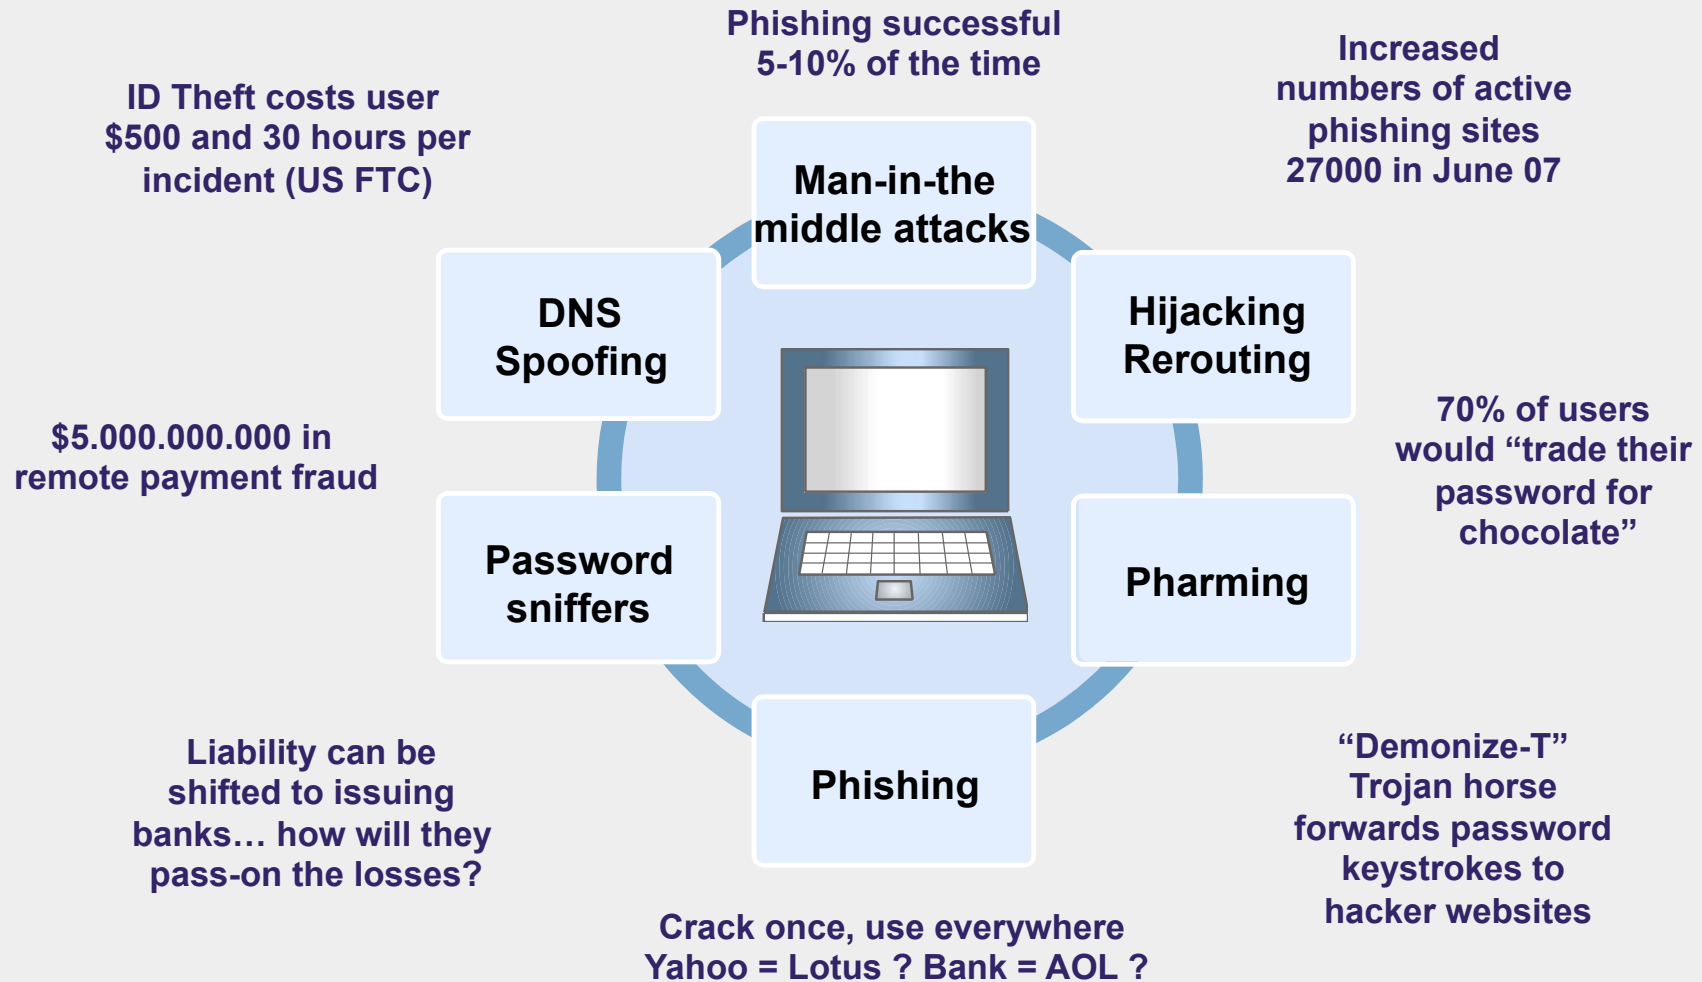 Phishing successful
5-10% of the time
ID Theft costs user
$500 and 30 hours per
incident (US FTC)
Increased
numbers of active
phishing sites
27000 in June 07
Man-in-the
middle attacks
DNS
Spoofing
Hijacking
Rerouting
$5.000.000.000 in
remote payment fraud
70% of users
would “trade their
password for
chocolate”
Password
sniffers
Pharming
Liability can be
shifted to issuing
banks… how will they
pass-on the losses?
Phishing
“Demonize-T”
Trojan horse
forwards password
keystrokes to
hacker websites
Crack once, use everywhere
Yahoo = Lotus ? Bank = AOL ?